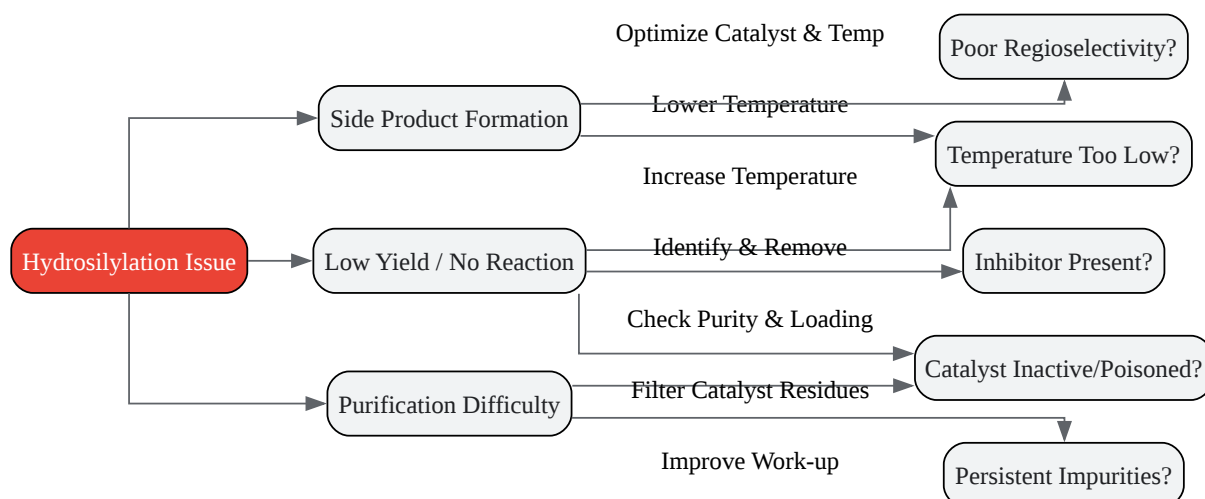 Optimize Catalyst & Temp
Poor Regioselectivity?
Side Product Formation
Lower Temperature
Temperature Too Low?
Increase Temperature
Hydrosilylation Issue
Low Yield / No Reaction
Identify & Remove
Inhibitor Present?
Check Purity & Loading
Catalyst Inactive/Poisoned?
Purification Difficulty
Filter Catalyst Residues
Improve Work-up
Persistent Impurities?